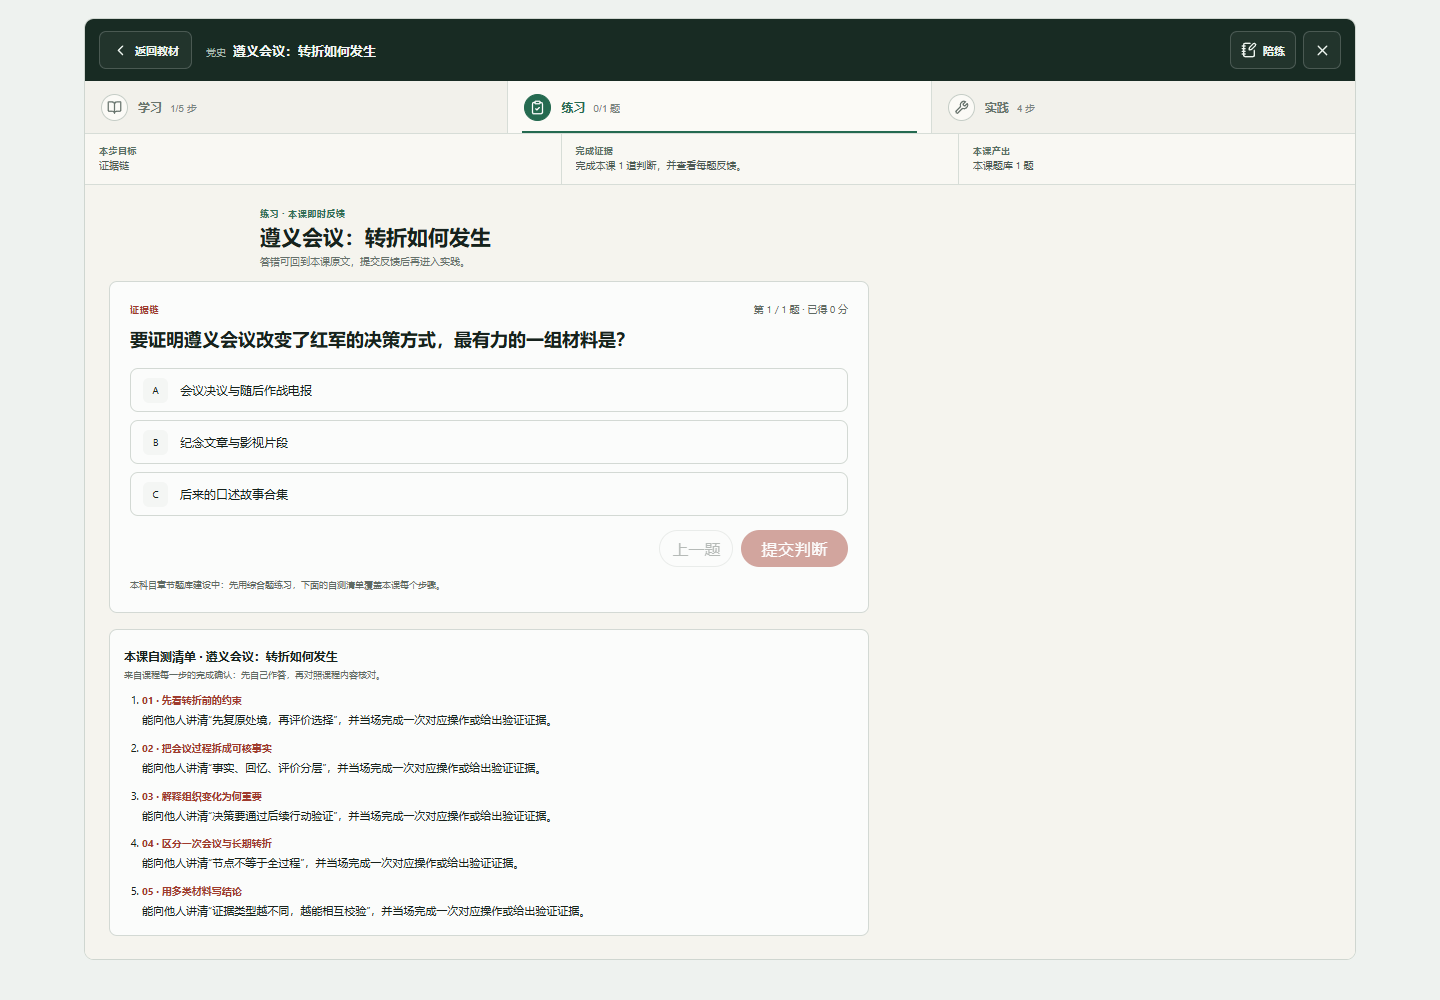 返回教材
党史 遵义会议：转折如何发生
陪练
学习 1/5 步
练习 0/1 题
实践 4 步
本步目标
证据链
完成证据
完成本课 1 道判断，并查看每题反馈。
本课产出
本课题库 1 题
练习 · 本课即时反馈
遵义会议：转折如何发生
答错可回到本课原文，提交反馈后再进入实践。
证据链
第 1 / 1 题 · 已得 0 分
要证明遵义会议改变了红军的决策方式，最有力的一组材料是？
A 会议决议与随后作战电报
B 纪念文章与影视片段
C 后来的口述故事合集
上一题
提交判断
本科目章节题库建设中：先用综合题练习，下面的自测清单覆盖本课每个步骤。
本课自测清单 · 遵义会议：转折如何发生
来自课程每一步的完成确认：先自己作答，再对照课程内容核对。
1. 01 · 先看转折前的约束
能向他人讲清“先复原处境，再评价选择”，并当场完成一次对应操作或给出验证证据。
2. 02 · 把会议过程拆成可核事实
能向他人讲清“事实、回忆、评价分层”，并当场完成一次对应操作或给出验证证据。
3. 03 · 解释组织变化为何重要
能向他人讲清“决策要通过后续行动验证”，并当场完成一次对应操作或给出验证证据。
4. 04 · 区分一次会议与长期转折
能向他人讲清“节点不等于全过程”，并当场完成一次对应操作或给出验证证据。
5. 05 · 用多类材料写结论
能向他人讲清“证据类型越不同，越能相互校验”，并当场完成一次对应操作或给出验证证据。